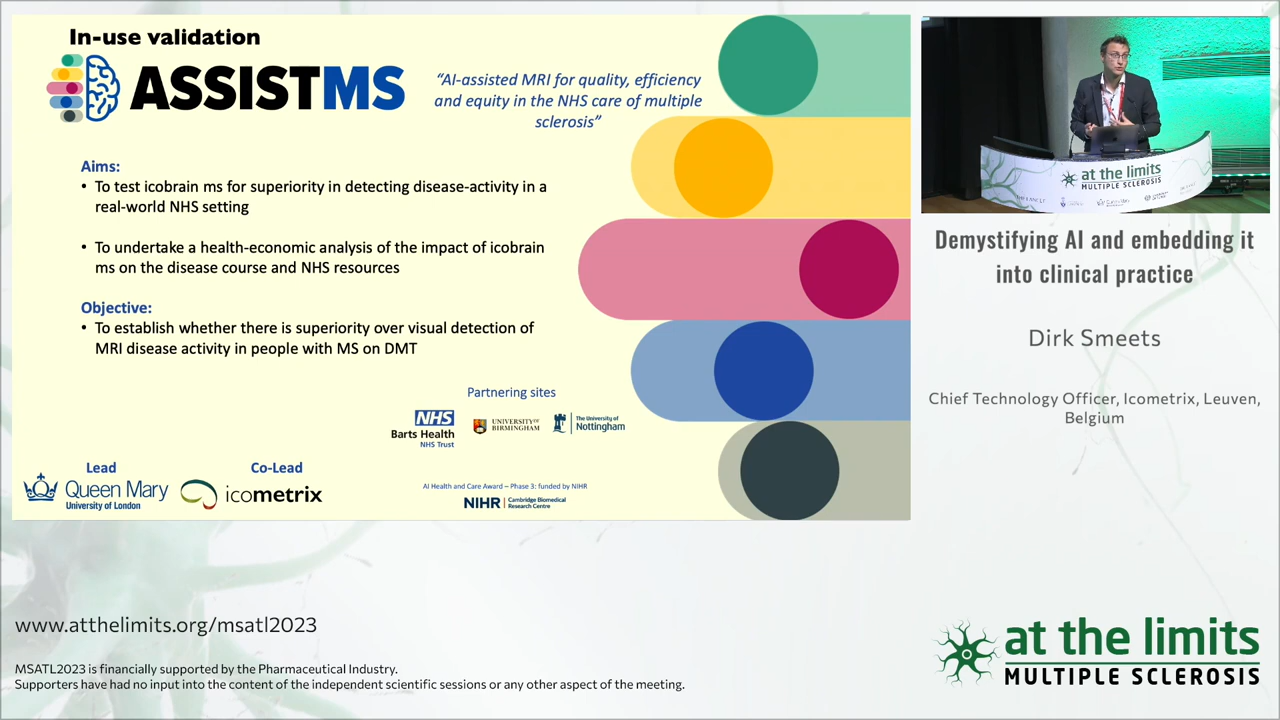 In-use validation
ASSISTMS
“AI-assisted MRI for quality, efficiency
and equity in the NHS care of multiple
sclerosis”
Aims:
• To test icobrain ms for superiority in detecting disease-activity in a
real-world NHS setting
• To undertake a health-economic analysis of the impact of icobrain
ms on the disease course and NHS resources
Objective:
• To establish whether there is superiority over visual detection of
MRI disease activity in people with MS on DMT
Partnering sites
NHS
Barts Health
NHS Trust
UNIVERSITY OF
BIRMINGHAM
The University of
Nottingham
Lead
Queen Mary
University of London
Co-Lead
icometrix
AI Health and Care Award – Phase 3: funded by NIHR
NIHR | Cambridge Biomedical
Research Centre
at the limits
MULTIPLE SCLEROSIS
Demystifying AI and embedding it
into clinical practice
Dirk Smeets
Chief Technology Officer, Icometrix, Leuven,
Belgium
www.atthelimits.org/msatl2023
MSATL2023 is financially supported by the Pharmaceutical Industry.
Supporters have had no input into the content of the independent scientific sessions or any other aspect of the meeting.
at the limits
MULTIPLE SCLEROSIS